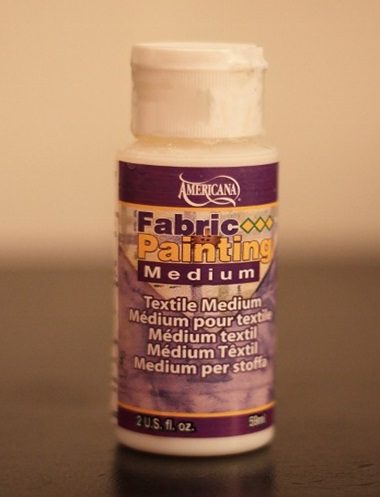 AMERICANA
Fabric
Painting
Medium
Textile Medium
Médium pour textile
Médium textil
Médium Têxtil
Medium per stoffa
2 U.S. fl. oz. 59ml